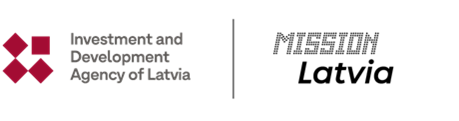 Investment and
Development
Agency of Latvia
MISSION
Latvia